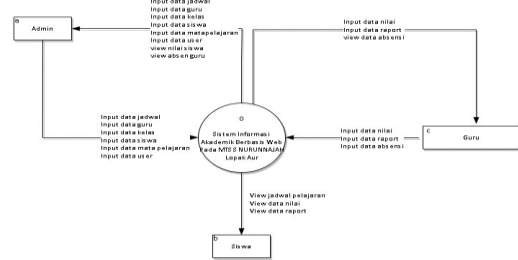 Input data jadwal
Input data guru
Input data kelas
Input data siswa
Input data matapelajaran
Input data user
view nilai siswa
view absen guru
a
Admin
Input data nilai
Input data raport
view data absensi
0
Sistem Informasi
Akademik Berbasis Web
Pada MTSS NURUNNAJAH
Lopak Aur
Input data jadwal
Input data guru
Input data kelas
Input data siswa
Input data mata pelajaran
Input data user
Input data nilai
Input data raport
Input data absensi
c
Guru
View jadwal pelajaran
View data nilai
View data raport
b
Siswa